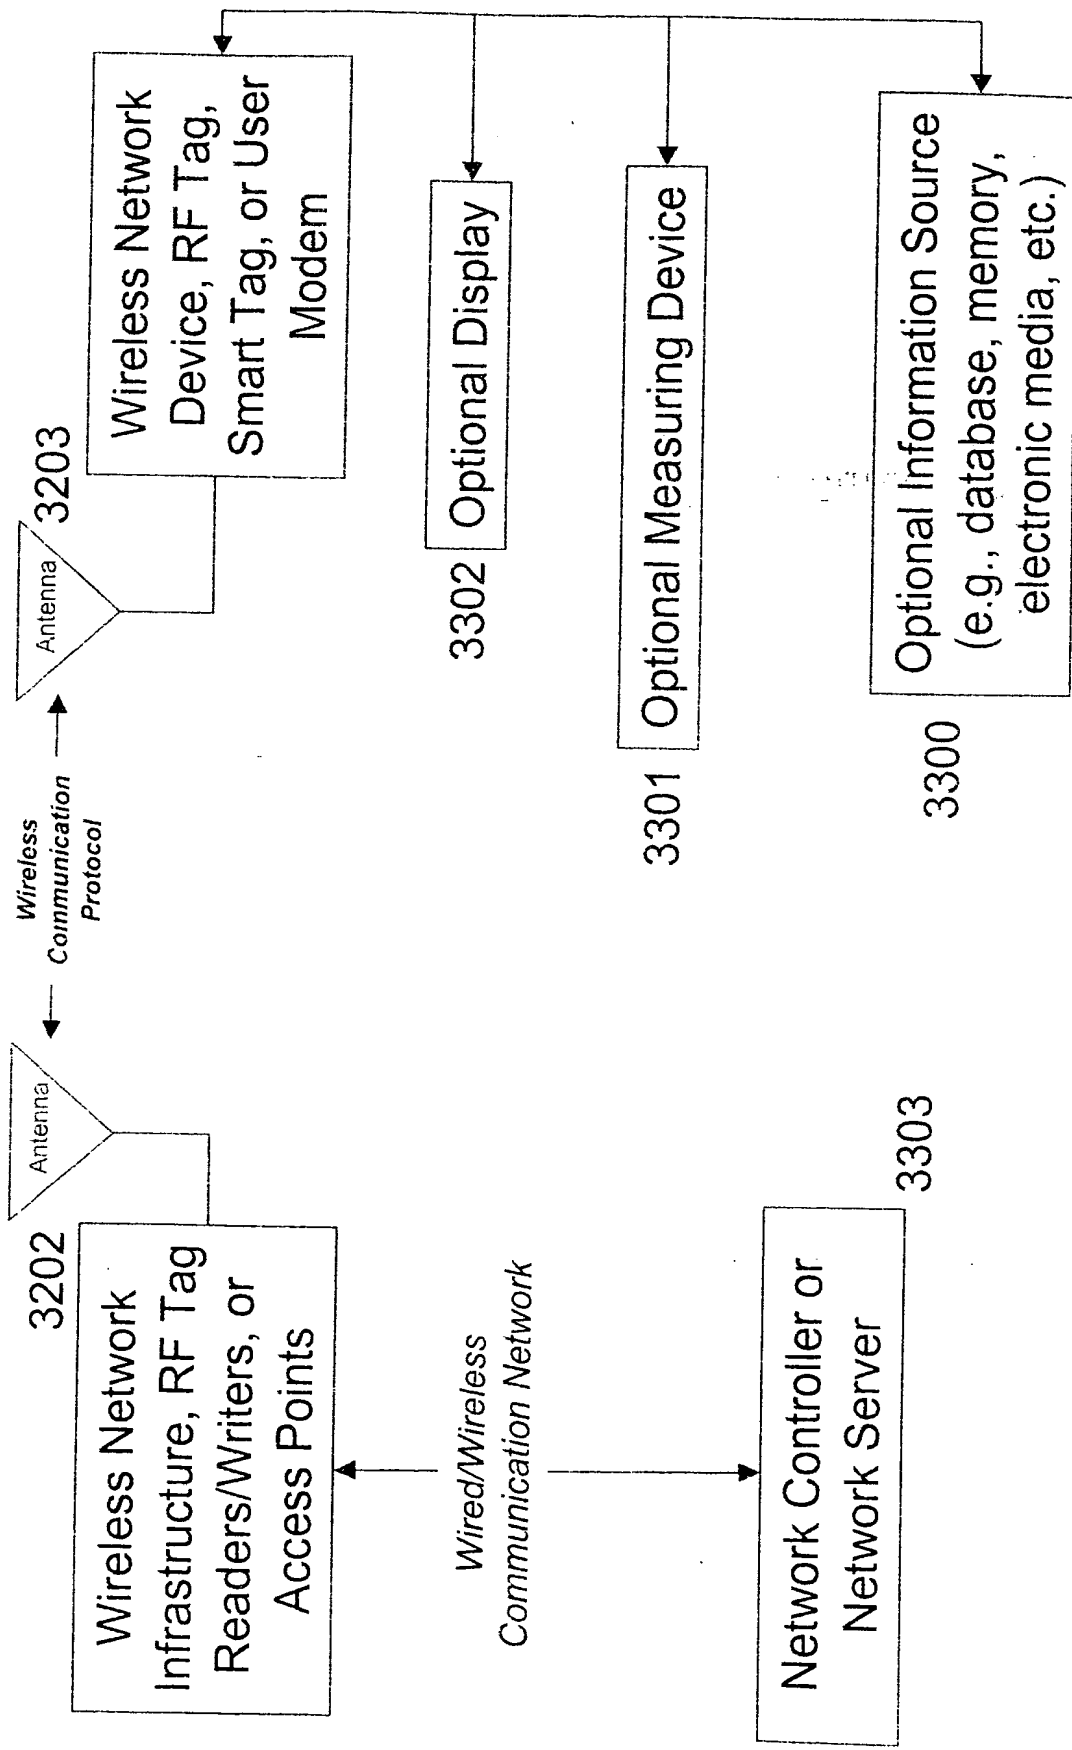 3202
Antenna
Wireless Network
Infrastructure, RF Tag
Readers/Writers, or
Access Points
Wireless
Communication
Protocol
Antenna
3203
Wireless Network
Device, RF Tag,
Smart Tag, or User
Modem
Wired/Wireless
Communication Network
3302
Optional Display
3301
Optional Measuring Device
Network Controller or
Network Server
3303
3300
Optional Information Source
(e.g., database, memory,
electronic media, etc.)